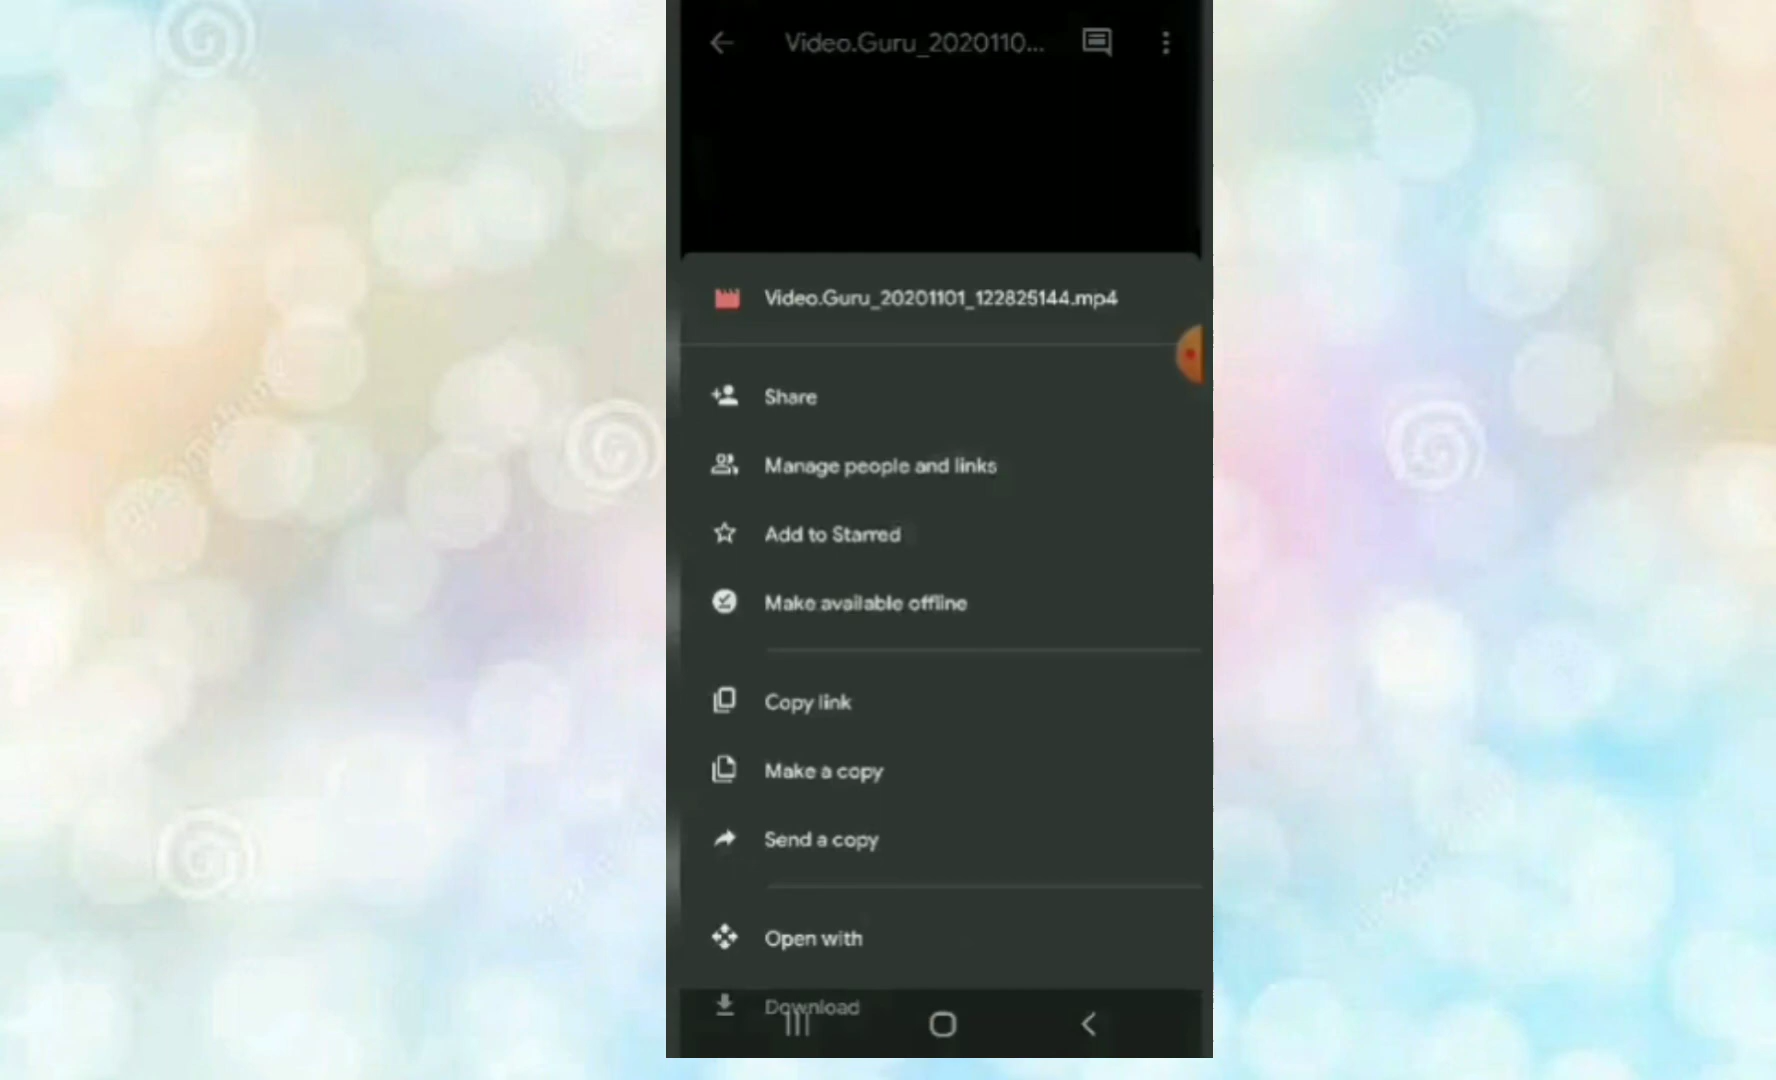 Video.Guru_2020110...
Video.Guru_20201101_122825144.mp4
Share
Manage people and links
Add to Starred
Make available offline
Copy link
Make a copy
Send a copy
Open with
Download